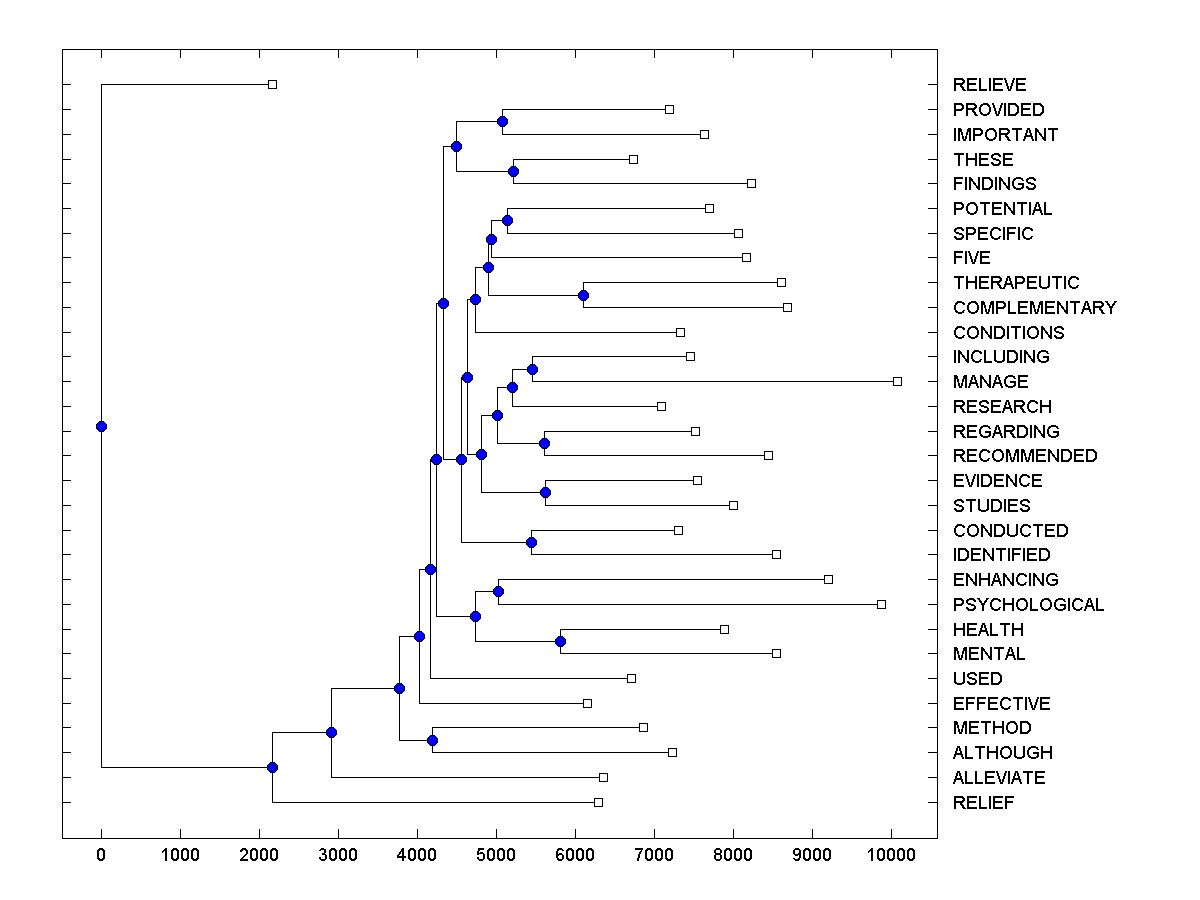 RELIEVE
PROVIDED
IMPORTANT
THESE
FINDINGS
POTENTIAL
SPECIFIC
FIVE
THERAPEUTIC
COMPLEMENTARY
CONDITIONS
INCLUDING
MANAGE
RESEARCH
REGARDING
RECOMMENDED
EVIDENCE
STUDIES
CONDUCTED
IDENTIFIED
ENHANCING
PSYCHOLOGICAL
HEALTH
MENTAL
USED
EFFECTIVE
METHOD
ALTHOUGH
ALLEVIATE
RELIEF
0 1000 2000 3000 4000 5000 6000 7000 8000 9000 10000